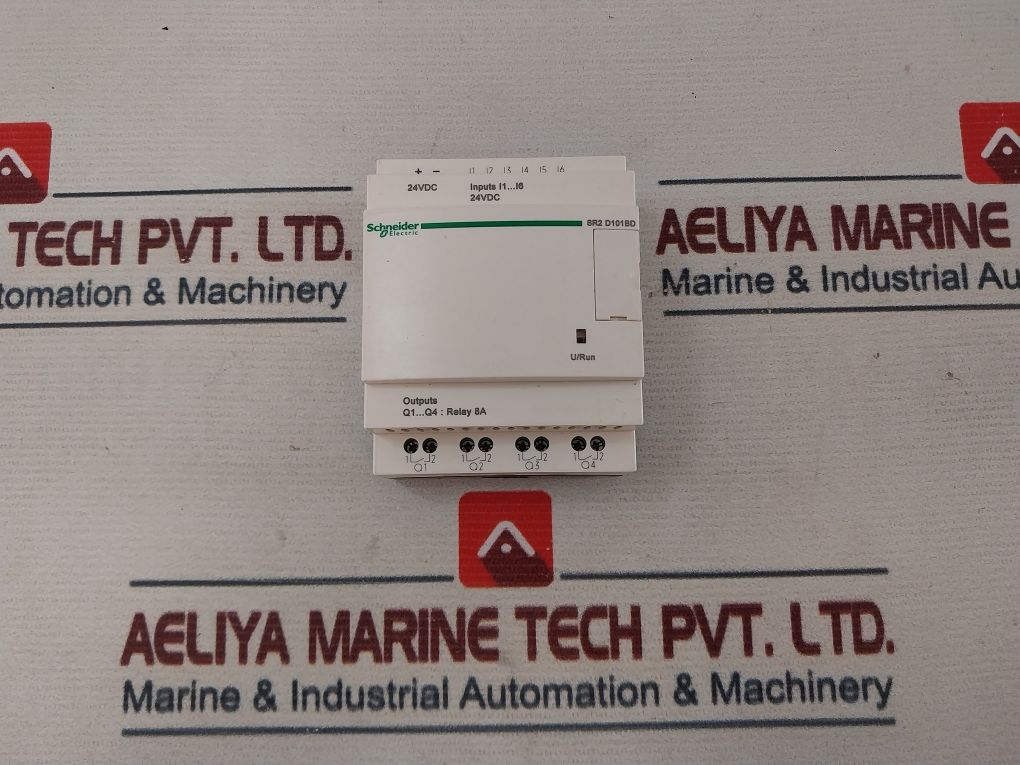 + − I1 I2 I3 I4 I5 I6
24VDC Inputs I1...I6
24VDC
Schneider
Electric
SR2 D101BD
U/Run
Outputs
Q1...Q4 : Relay 8A
1 2 1 2 1 2 1 2
Q1 Q2 Q3 Q4
TECH PVT. LTD.
tomation & Machinery
AELIYA MARINE
Marine & Industrial Au
AELIYA MARINE TECH PVT. LTD.
Marine & Industrial Automation & Machinery